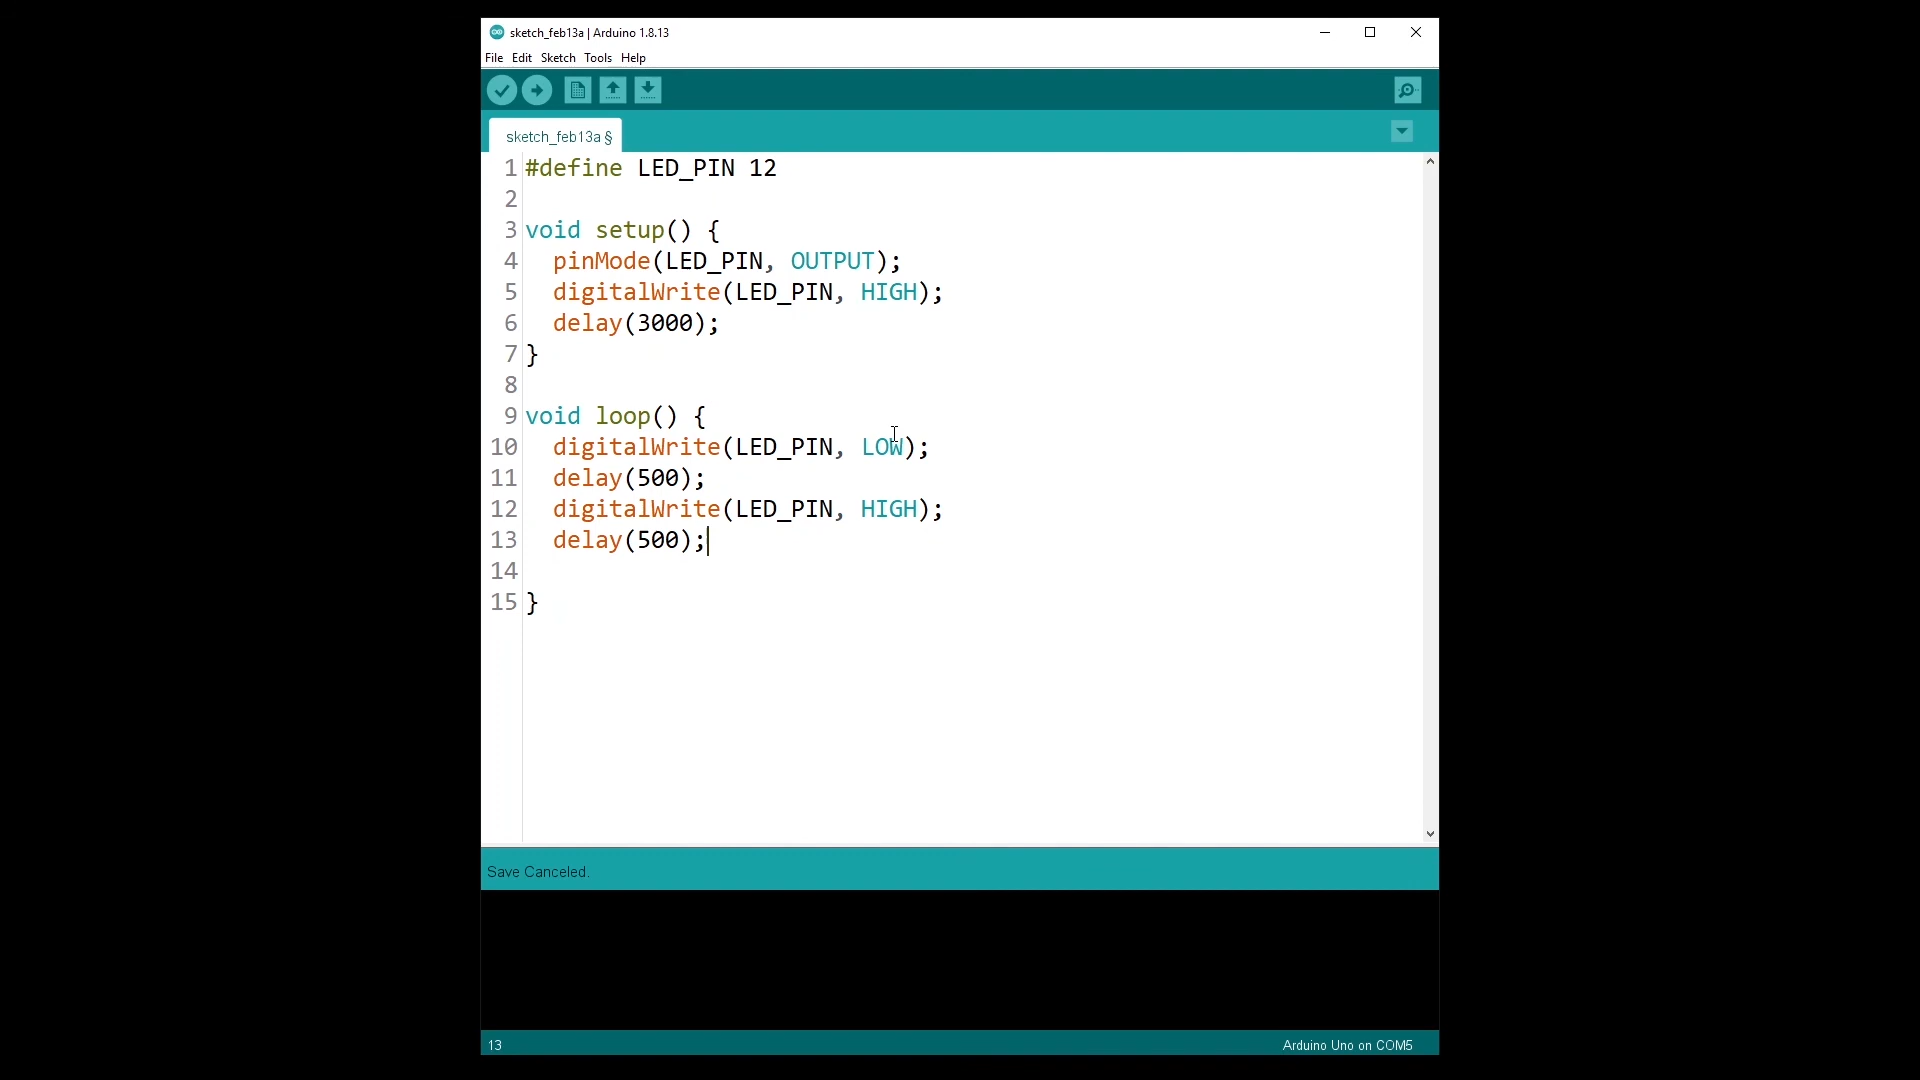 sketch_feb13a | Arduino 1.8.13
File Edit Sketch Tools Help
sketch_feb13a §
1 #define LED_PIN 12
2
3 void setup() {
4   pinMode(LED_PIN, OUTPUT);
5   digitalWrite(LED_PIN, HIGH);
6   delay(3000);
7 }
8
9 void loop() {
10   digitalWrite(LED_PIN, LOW);
11   delay(500);
12   digitalWrite(LED_PIN, HIGH);
13   delay(500);
14
15 }
Save Canceled.
13 Arduino Uno on COM5